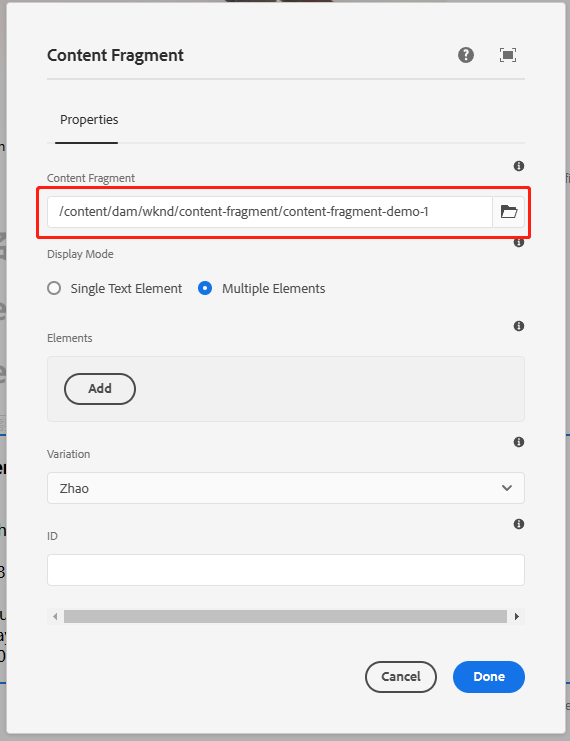 Content Fragment
Properties
Content Fragment
/content/dam/wknd/content-fragment/content-fragment-demo-1
Display Mode
Single Text Element Multiple Elements
Elements
Add
Variation
Zhao
ID
Cancel Done